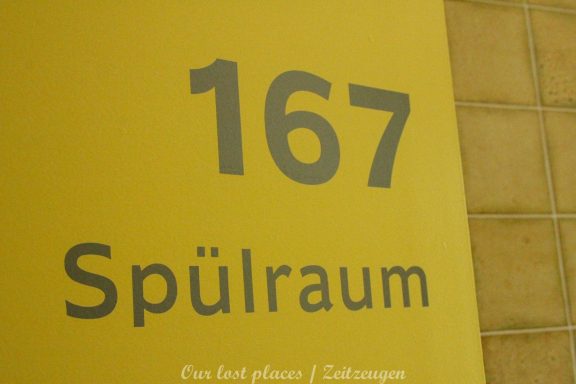 167
Spülraum
Our lost places / Zeitzeugen